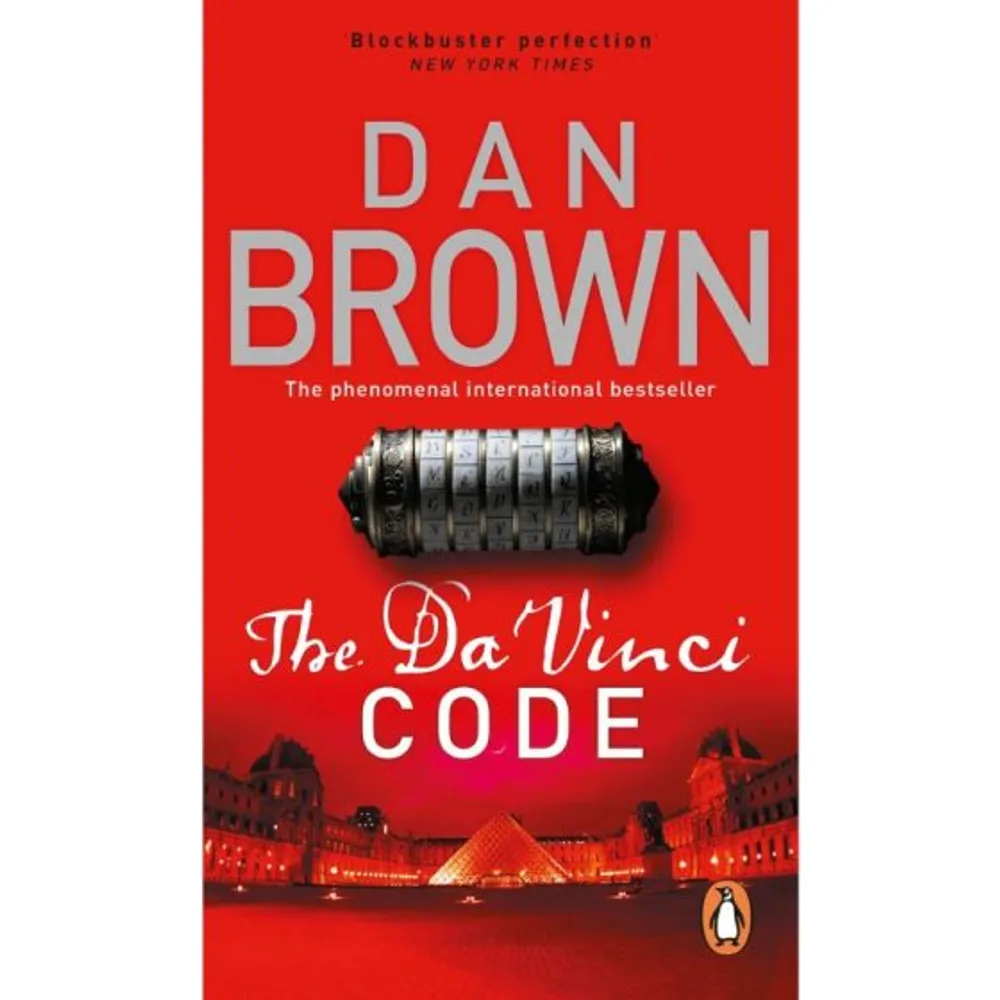 'Blockbuster perfection'
NEW YORK TIMES
DAN
BROWN
The phenomenal international bestseller
The Da Vinci
CODE